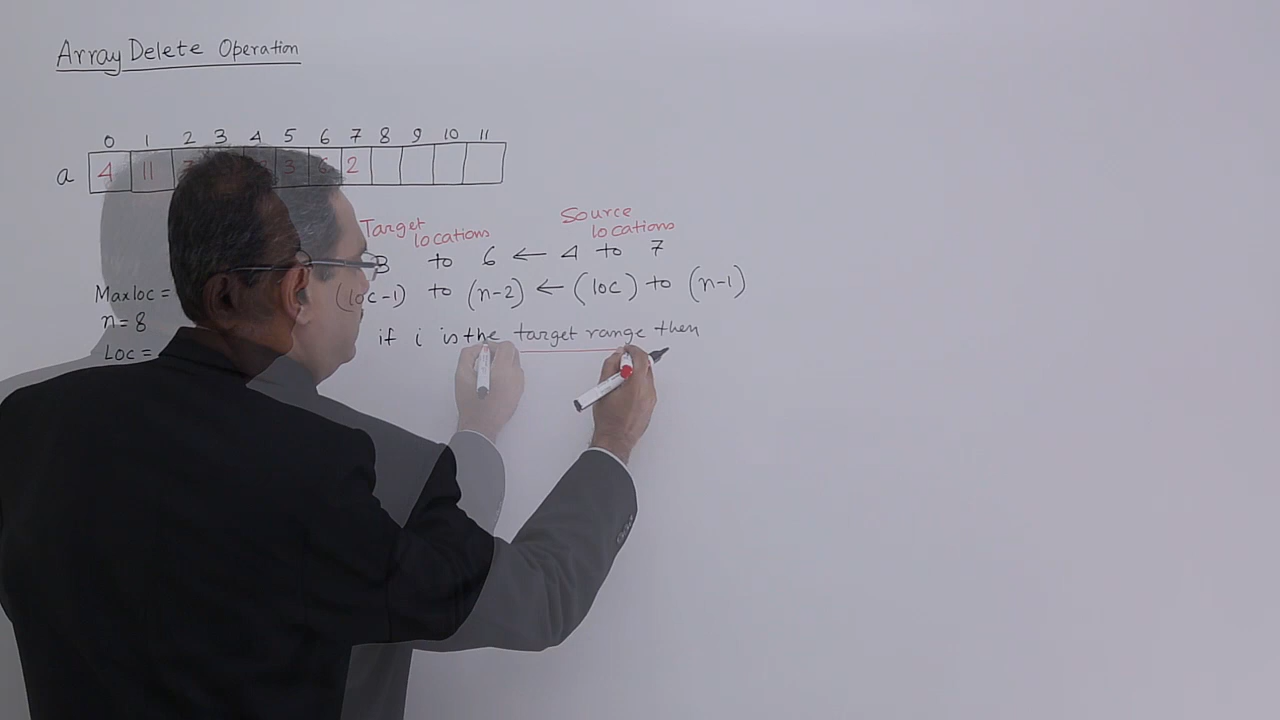 Array Delete Operation
0 1 2 3 4 5 6 7 8 9 10 11
a 4 11 3 6 2
Target Source
locations locations
3 to 6 ← 4 to 7
(loc-1) to (n-2) ← (loc) to (n-1)
Maxloc =
n = 8
if i is the target range then
Loc =